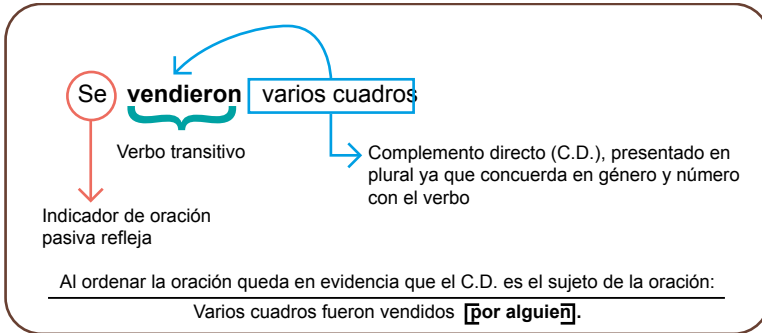 Se vendieron varios cuadros
Verbo transitivo
Complemento directo (C.D.), presentado en
plural ya que concuerda en género y número
con el verbo
Indicador de oración
pasiva refleja
Al ordenar la oración queda en evidencia que el C.D. es el sujeto de la oración:
Varios cuadros fueron vendidos [por alguien].